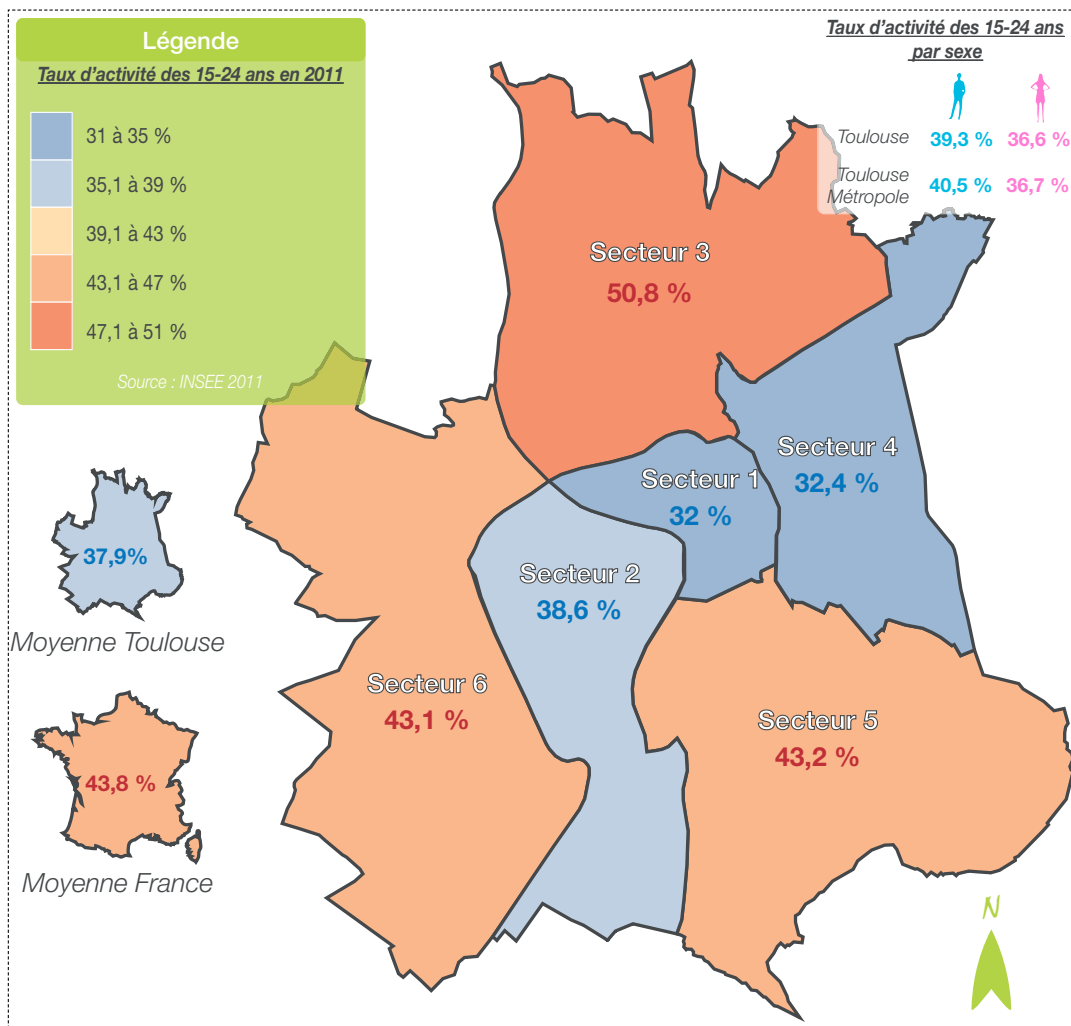 Légende
Taux d'activité des 15-24 ans en 2011
31 à 35 %
35,1 à 39 %
39,1 à 43 %
43,1 à 47 %
47,1 à 51 %
Source : INSEE 2011
Taux d'activité des 15-24 ans
par sexe
Toulouse 39,3 % 36,6 %
Toulouse
Métropole 40,5 % 36,7 %
Secteur 3
50,8 %
Secteur 4
32,4 %
Secteur 1
32 %
Secteur 2
38,6 %
Secteur 6
43,1 %
Secteur 5
43,2 %
37,9%
Moyenne Toulouse
43,8 %
Moyenne France
N